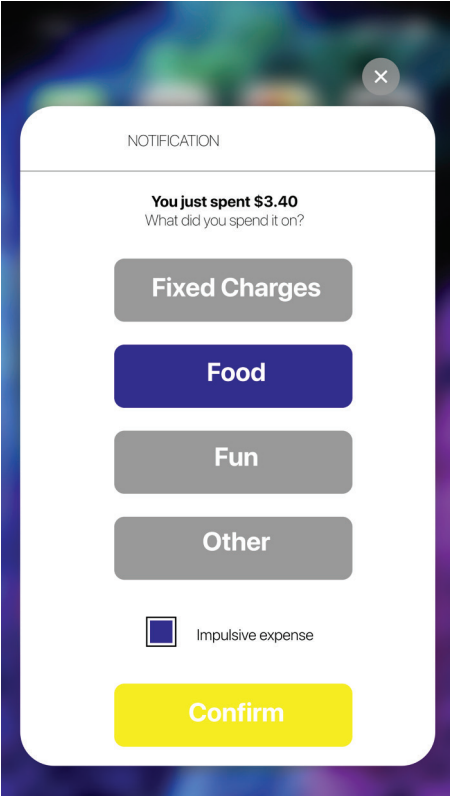 NOTIFICATION
You just spent $3.40
What did you spend it on?
Fixed Charges
Food
Fun
Other
Impulsive expense
Confirm